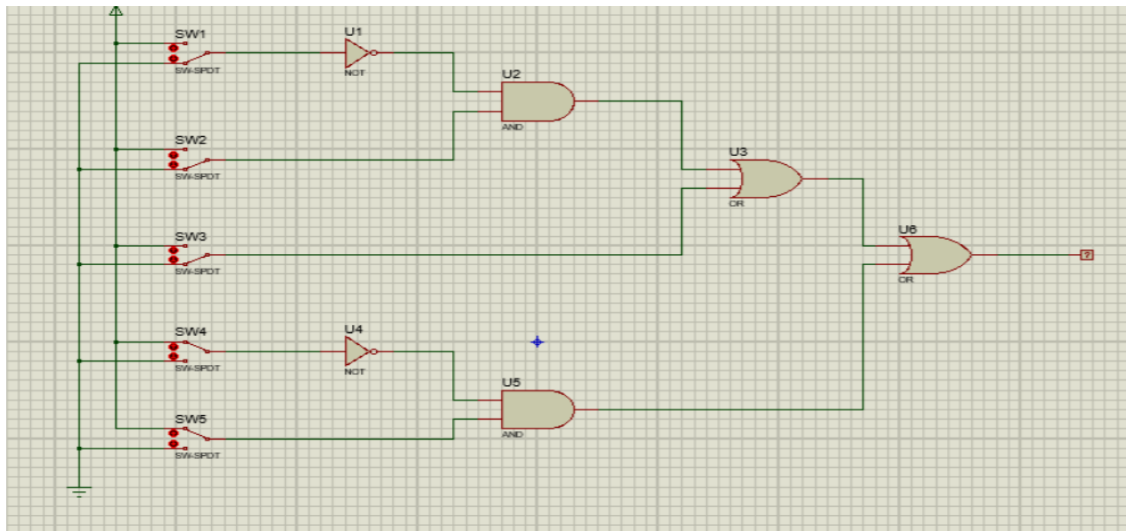 SW1
SW-SPDT
U1
NOT
U2
AND
SW2
SW-SPDT
U3
OR
SW3
SW-SPDT
U6
OR
?
SW4
SW-SPDT
U4
NOT
U5
AND
SW5
SW-SPDT